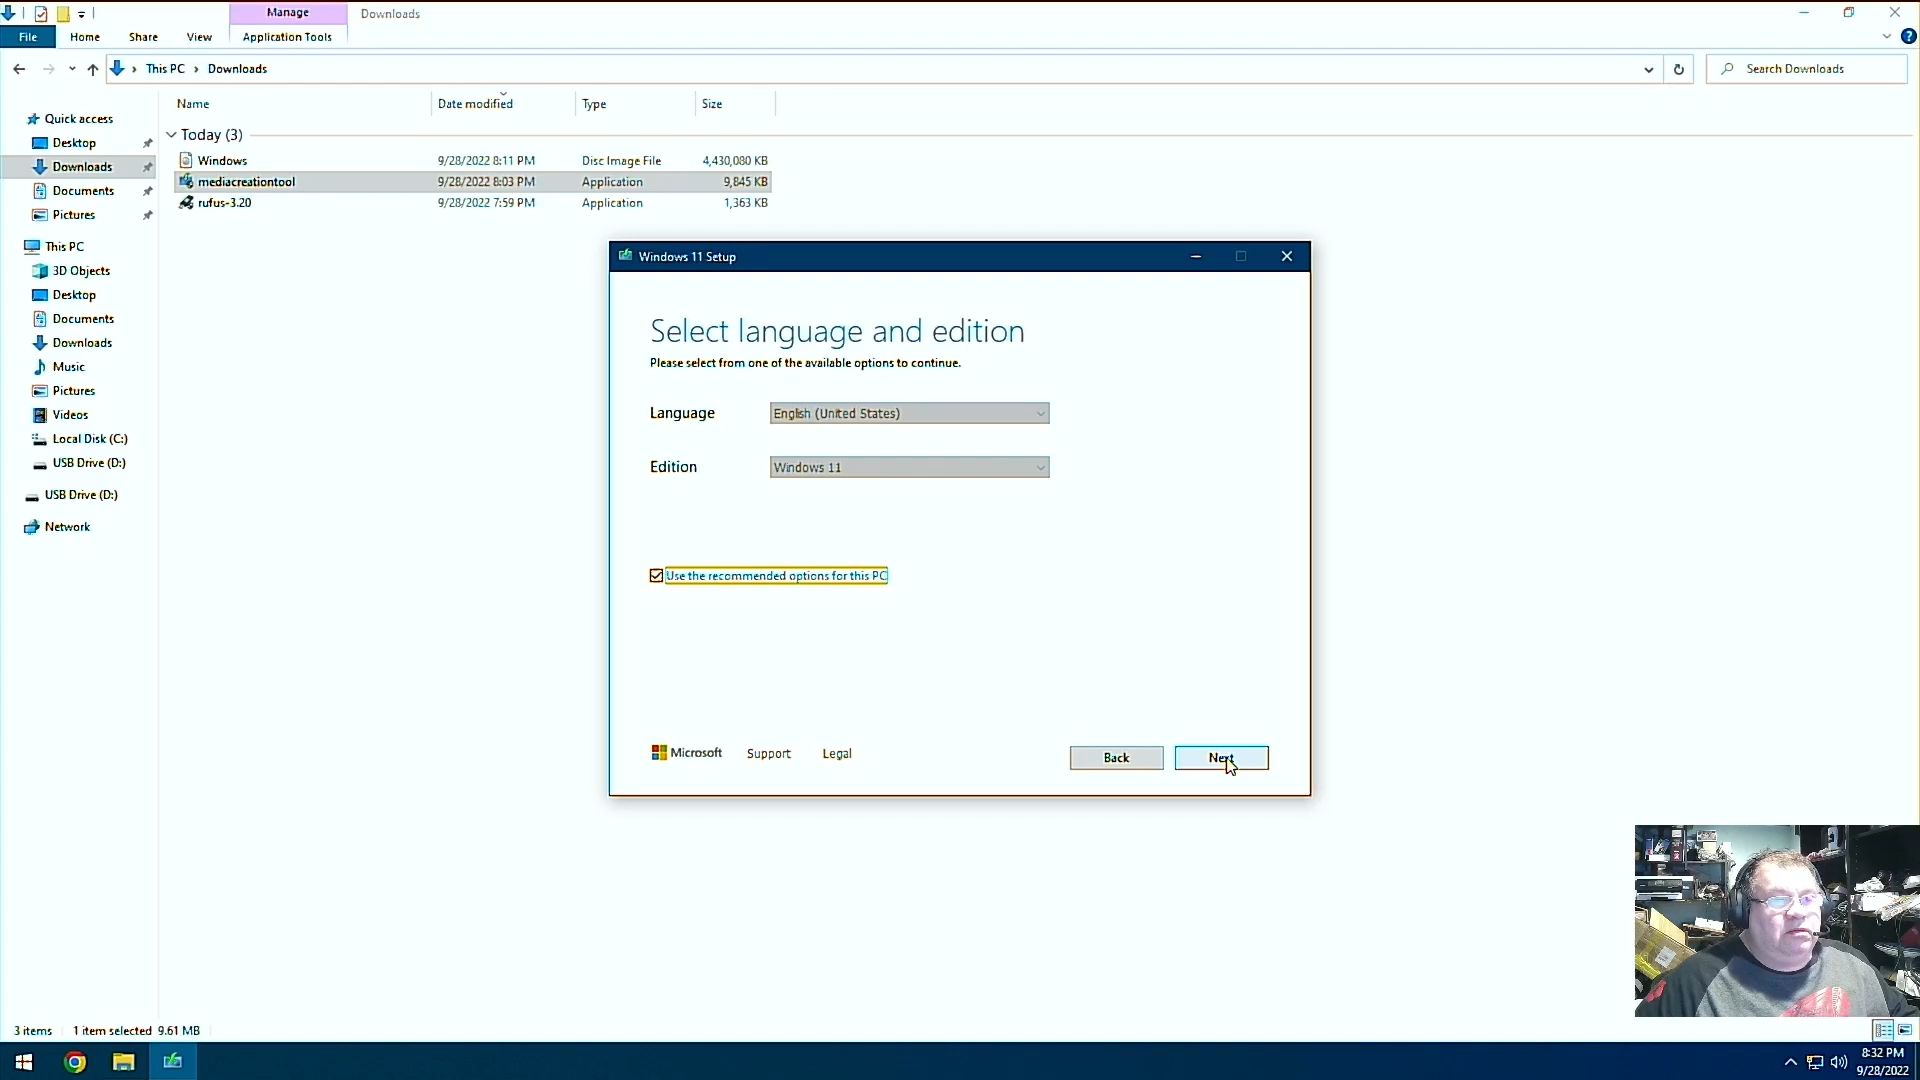 Manage
Downloads
File
Home
Share
View
Application Tools
This PC
Downloads
Search Downloads
Name
Date modified
Type
Size
Quick access
Desktop
Downloads
Documents
Pictures
This PC
3D Objects
Desktop
Documents
Downloads
Music
Pictures
Videos
Local Disk (C:)
USB Drive (D:)
USB Drive (D:)
Network
Today (3)
Windows 9/28/2022 8:11 PM Disc Image File 4,430,080 KB
mediacreationtool 9/28/2022 8:03 PM Application 9,845 KB
rufus-3.20 9/28/2022 7:59 PM Application 1,363 KB
Windows 11 Setup
Select language and edition
Please select from one of the available options to continue.
Language English (United States)
Edition Windows 11
Use the recommended options for this PC
Microsoft
Support
Legal
Back
Next
3 items
1 item selected 9.61 MB
8:32 PM
9/28/2022